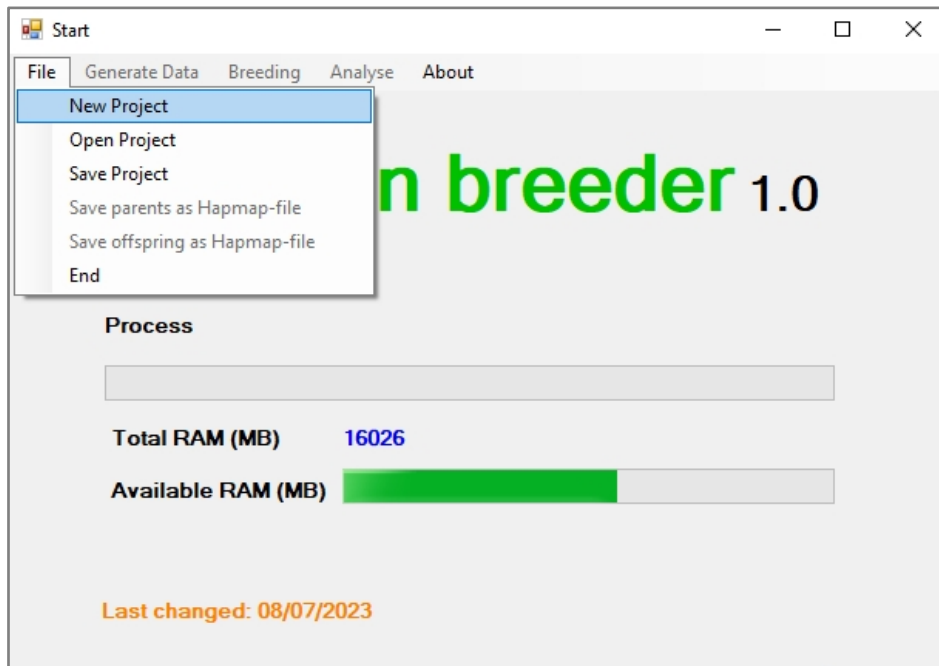 Start
File Generate Data Breeding Analyse About
New Project
Open Project
Save Project
Save parents as Hapmap-file
Save offspring as Hapmap-file
End
breeder 1.0
Process
Total RAM (MB) 16026
Available RAM (MB)
Last changed: 08/07/2023